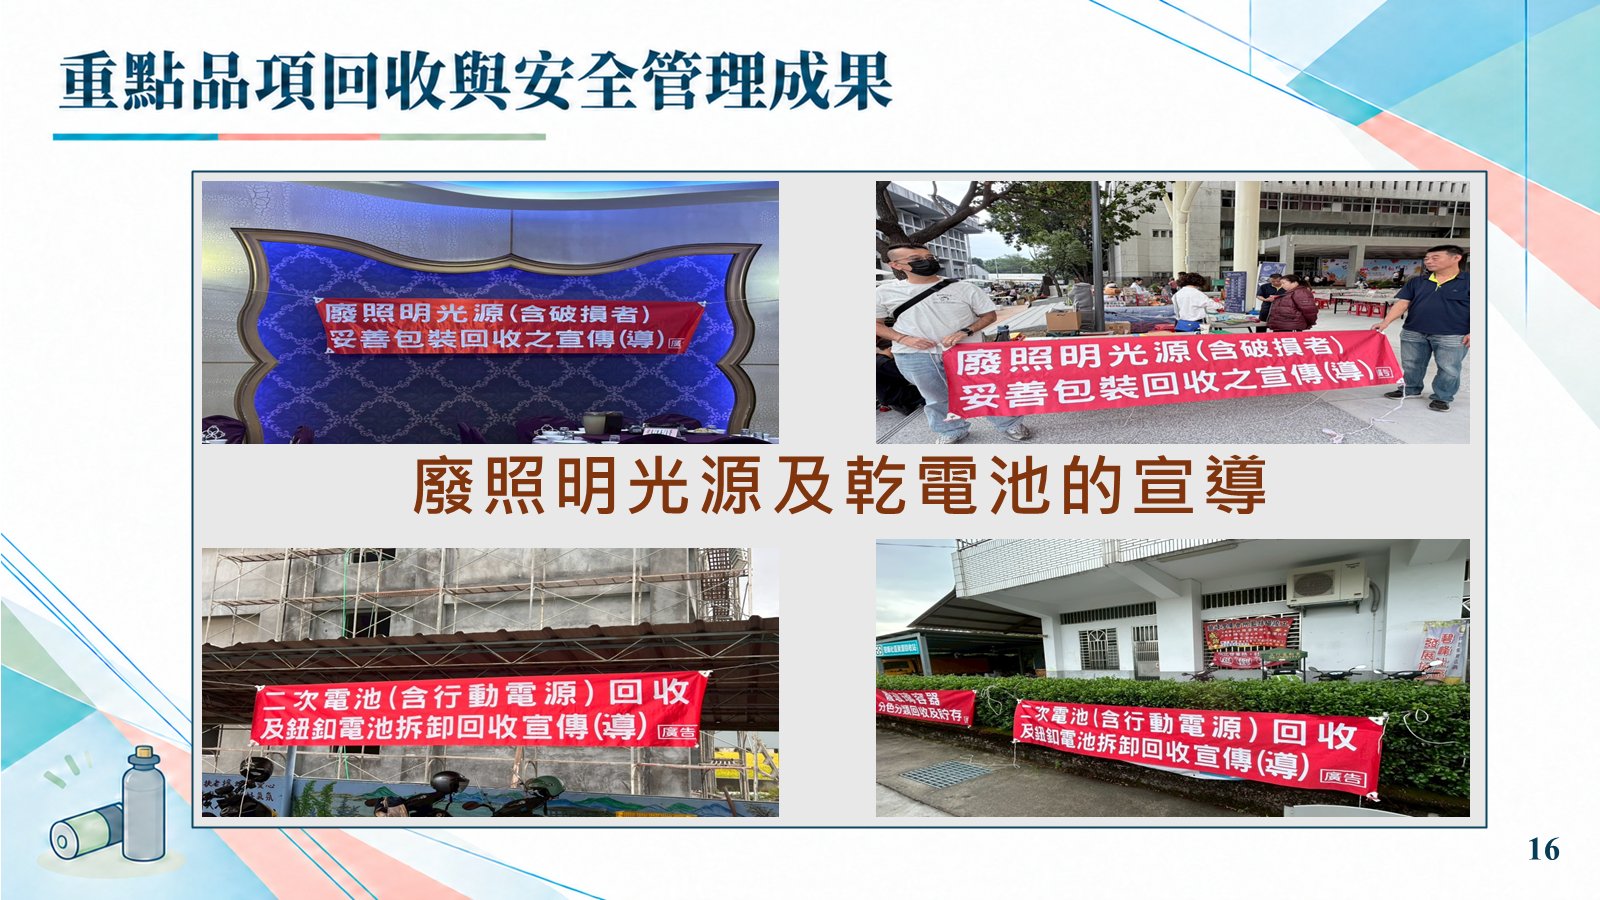 重點品項回收與安全管理成果
廢照明光源(含破損者)
妥善包裝回收之宣傳(導)廣
廢照明光源(含破損者)
妥善包裝回收之宣傳(導)
廢照明光源及乾電池的宣導
二次電池(含行動電源)回收
及鈕釦電池拆卸回收宣傳(導)廣告
容器
分色分類回收及貯存
二次電池(含行動電源)回收
及鈕釦電池拆卸回收宣傳(導)廣告
16